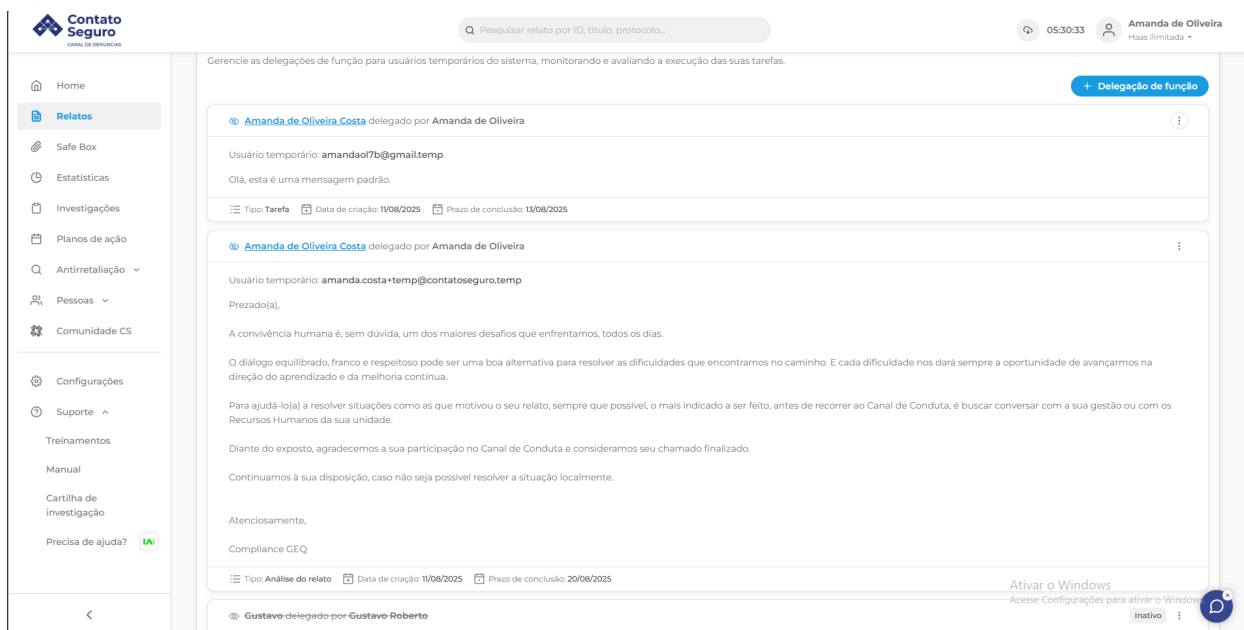 Contato
Seguro
CANAL DE DENÚNCIAS
Pesquisar relato por ID, título, protocolo...
05:30:33
Amanda de Oliveira
Haas Ilimitada
Home
Relatos
Safe Box
Estatísticas
Investigações
Planos de ação
Antirretaliação
Pessoas
Comunidade CS
Configurações
Suporte
Treinamentos
Manual
Cartilha de
investigação
Precisa de ajuda?
IA
Gerencie as delegações de função para usuários temporários do sistema, monitorando e avaliando a execução das suas tarefas.
+ Delegação de função
Amanda de Oliveira Costa delegado por Amanda de Oliveira
Usuário temporário: amandaol7b@gmail.temp
Olá, esta é uma mensagem padrão.
Tipo: Tarefa Data de criação: 11/08/2025 Prazo de conclusão: 13/08/2025
Amanda de Oliveira Costa delegado por Amanda de Oliveira
Usuário temporário: amanda.costa+temp@contatoseguro.temp
Prezado(a),
A convivência humana é, sem dúvida, um dos maiores desafios que enfrentamos, todos os dias.
O diálogo equilibrado, franco e respeitoso pode ser uma boa alternativa para resolver as dificuldades que encontramos no caminho. E cada dificuldade nos dará sempre a oportunidade de avançarmos na
direção do aprendizado e da melhoria contínua.
Para ajudá-lo(a) a resolver situações como as que motivou o seu relato, sempre que possível, o mais indicado a ser feito, antes de recorrer ao Canal de Conduta, é buscar conversar com a sua gestão ou com os
Recursos Humanos da sua unidade.
Diante do exposto, agradecemos a sua participação no Canal de Conduta e consideramos seu chamado finalizado.
Continuamos à sua disposição, caso não seja possível resolver a situação localmente.
Atenciosamente,
Compliance GEQ
Tipo: Análise do relato Data de criação: 11/08/2025 Prazo de conclusão: 20/08/2025
Gustavo delegado por Gustavo Roberto
Inativo
Ativar o Windows
Acesse Configurações para ativar o Windows